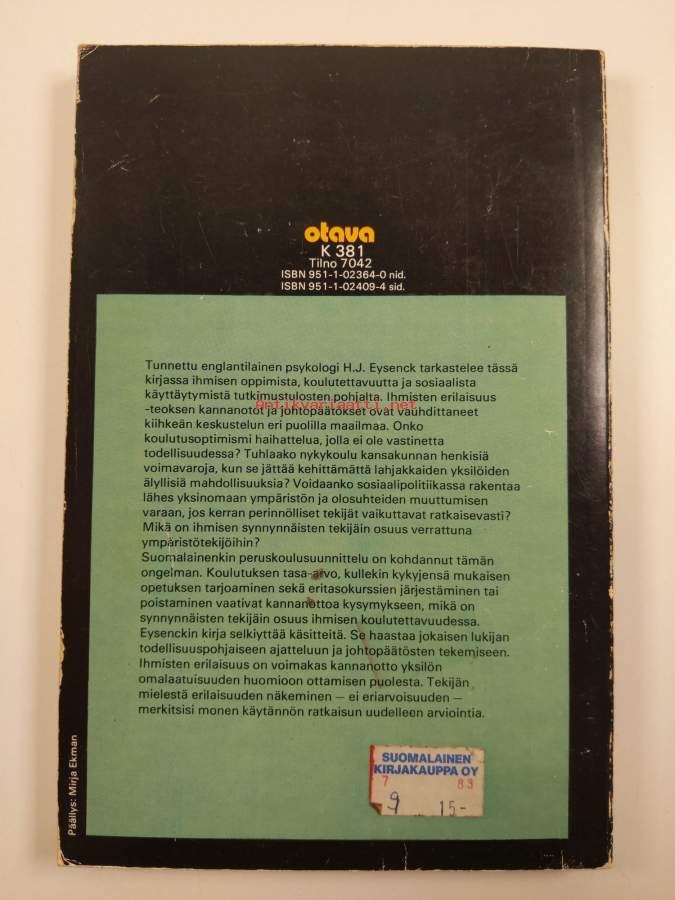 otava
K 381
Tilno 7042
ISBN 951-1-02364-0 nid.
ISBN 951-1-02409-4 sid.
Tunnettu englantilainen psykologi H.J. Eysenck tarkastelee tässä
kirjassa ihmisen oppimista, koulutettavuutta ja sosiaalista
käyttäytymistä tutkimustulosten pohjalta. Ihmisten erilaisuus
-teoksen kannanotot ja johtopäätökset ovat vauhdittaneet
kiihkeän keskustelun eri puolilla maailmaa. Onko
koulutusoptimismi haihattelua, jolla ei ole vastinetta
todellisuudessa? Tuhlaako nykykoulu kansakunnan henkisiä
voimavaroja, kun se jättää kehittämättä lahjakkaiden yksilöiden
älyllisiä mahdollisuuksia? Voidaanko sosiaalipolitiikassa rakentaa
lähes yksinomaan ympäristön ja olosuhteiden muuttumisen
varaan, jos kerran perinnölliset tekijät vaikuttavat ratkaisevasti?
Mikä on ihmisen synnynnäisten tekijäin osuus verrattuna
ympäristötekijöihin?
Suomalainenkin peruskoulusuunnittelu on kohdannut tämän
ongelman. Koulutuksen tasa-arvo, kullekin kykyjensä mukaisen
opetuksen tarjoaminen sekä eritasokurssien järjestäminen tai
poistaminen vaativat kannanottoa kysymykseen, mikä on
synnynnäisten tekijäin osuus ihmisen koulutettavuudessa.
Eysenckin kirja selkiyttää käsitteitä. Se haastaa jokaisen lukijan
todellisuuspohjaiseen ajatteluun ja johtopäätösten tekemiseen.
Ihmisten erilaisuus on voimakas kannanotto yksilön
omalaatuisuuden huomioon ottamisen puolesta. Tekijän
mielestä erilaisuuden näkeminen — ei eriarvoisuuden —
merkitsisi monen käytännön ratkaisun uudelleen arviointia.
Antikvariaatti.net
Päällys: Mirja Ekman
SUOMALAINEN
KIRJAKAUPPA OY
7 83
9 15-